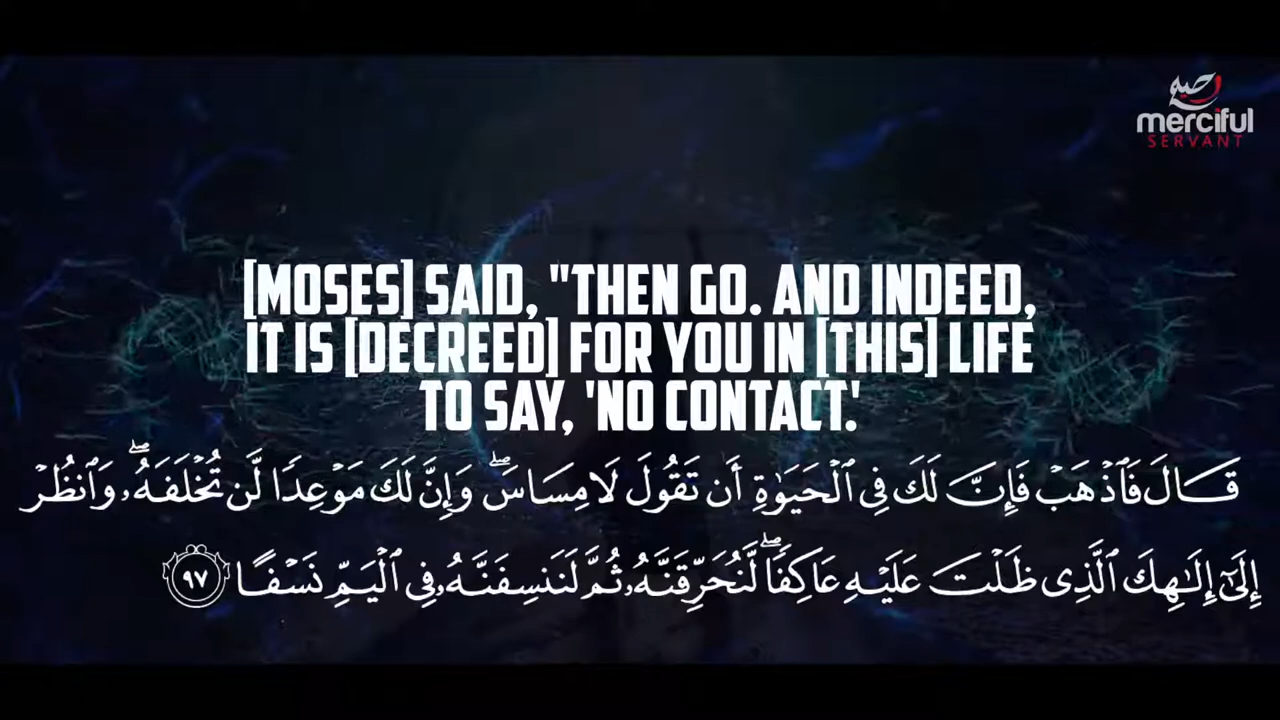 merciful
SERVANT
[MOSES] SAID, "THEN GO. AND INDEED,
IT IS [DECREED] FOR YOU IN [THIS] LIFE
TO SAY, 'NO CONTACT.'
قَالَ فَٱذْهَبْ فَإِنَّ لَكَ فِى ٱلْحَيَوٰةِ أَن تَقُولَ لَا مِسَاسَ ۖ وَإِنَّ لَكَ مَوْعِدًا لَّن تُخْلَفَهُۥ ۖ وَٱنظُرْ
إِلَىٰٓ إِلَـٰهِكَ ٱلَّذِى ظَلْتَ عَلَيْهِ عَاكِفًا ۖ لَّنُحَرِّقَنَّهُۥ ثُمَّ لَنَنسِفَنَّهُۥ فِى ٱلْيَمِّ نَسْفًا ٩٧